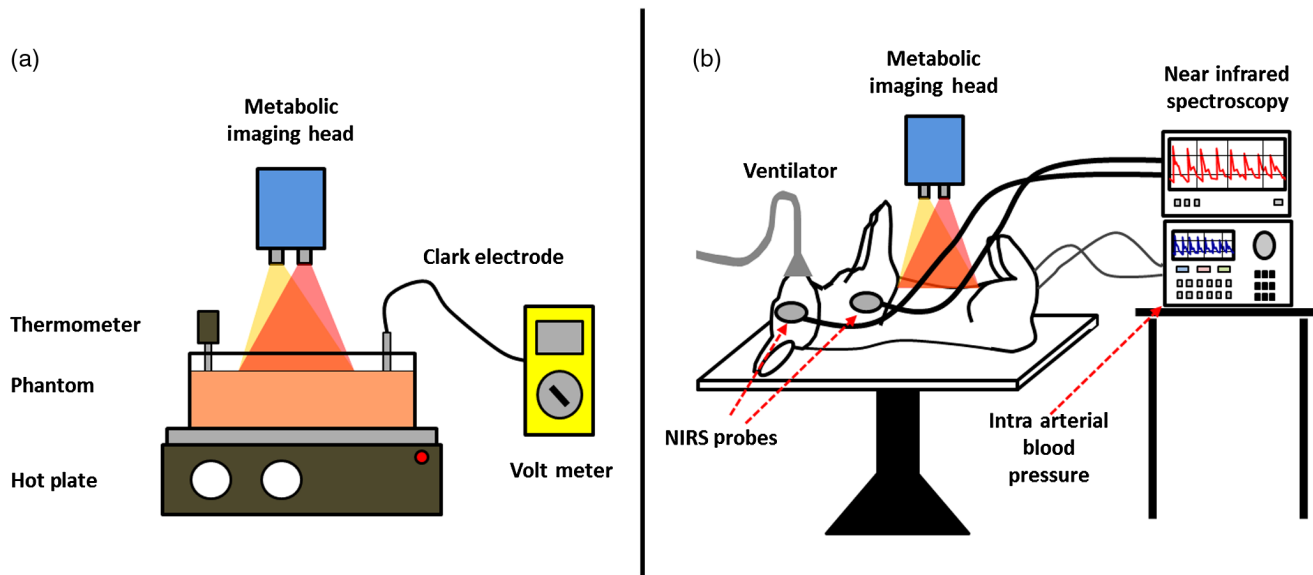 (a)
Metabolic
imaging head
Clark electrode
Thermometer
Phantom
Hot plate
Volt meter
(b)
Metabolic
imaging head
Near infrared
spectroscopy
Ventilator
NIRS probes
Intra arterial
blood
pressure